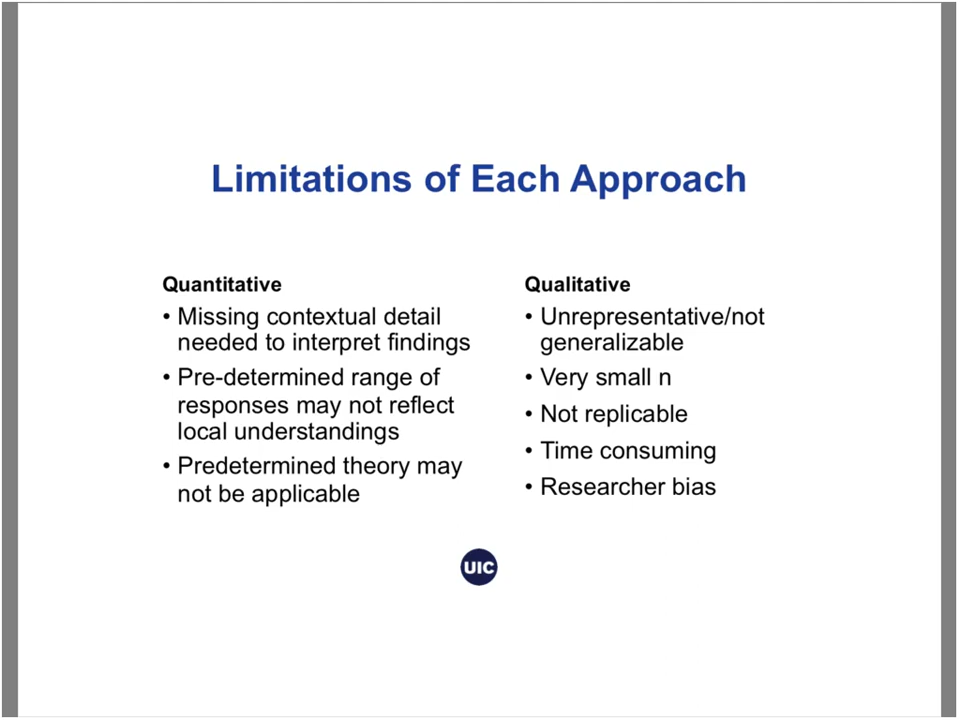 Limitations of Each Approach
Quantitative
• Missing contextual detail
needed to interpret findings
• Pre-determined range of
responses may not reflect
local understandings
• Predetermined theory may
not be applicable
Qualitative
• Unrepresentative/not
generalizable
• Very small n
• Not replicable
• Time consuming
• Researcher bias
UIC